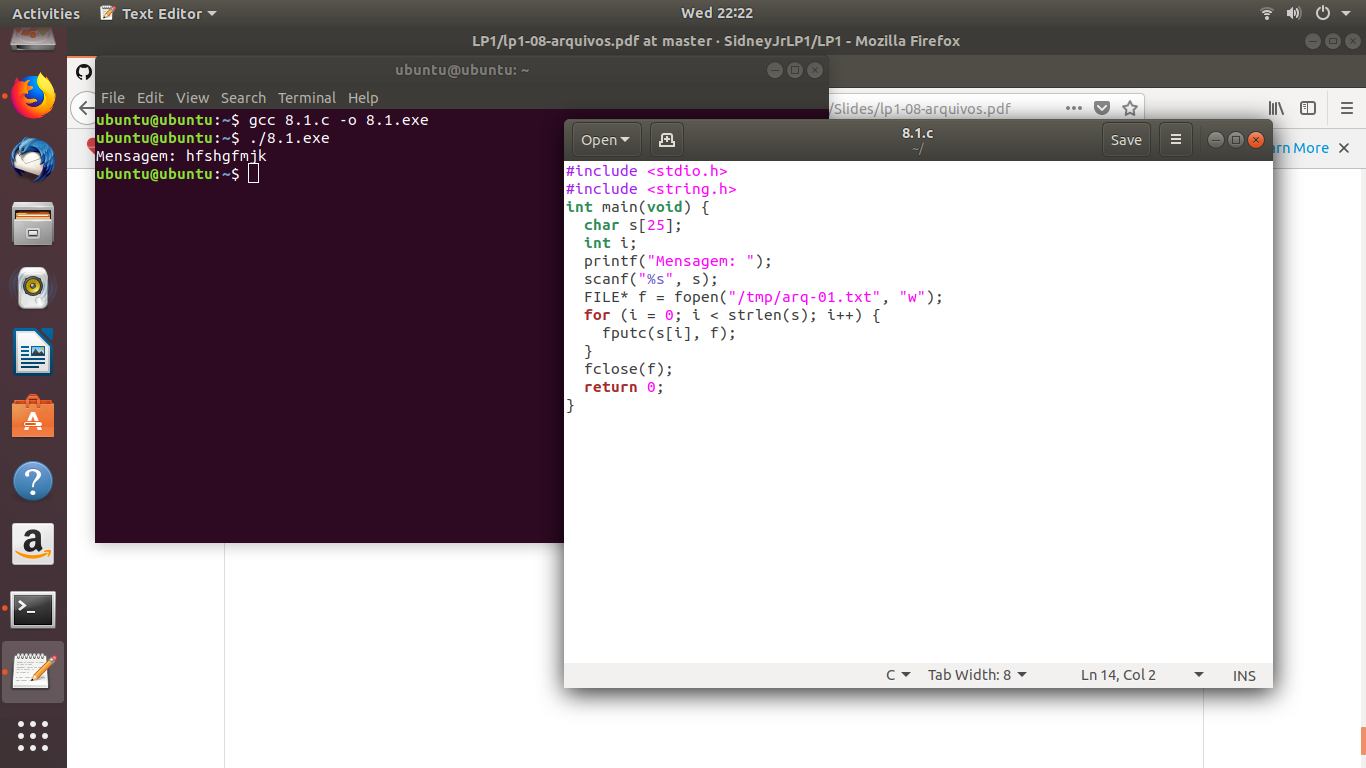 Activities
Text Editor
Wed 22:22
LP1/lp1-08-arquivos.pdf at master · SidneyJrLP1/LP1 - Mozilla Firefox
ubuntu@ubuntu: ~
File Edit View Search Terminal Help
ubuntu@ubuntu:~$ gcc 8.1.c -o 8.1.exe
ubuntu@ubuntu:~$ ./8.1.exe
Mensagem: hfshgfmjk
ubuntu@ubuntu:~$
/Slides/lp1-08-arquivos.pdf
More
Open
8.1.c
~/
Save
#include <stdio.h>
#include <string.h>
int main(void) {
  char s[25];
  int i;
  printf("Mensagem: ");
  scanf("%s", s);
  FILE* f = fopen("/tmp/arq-01.txt", "w");
  for (i = 0; i < strlen(s); i++) {
    fputc(s[i], f);
  }
  fclose(f);
  return 0;
}
C
Tab Width: 8
Ln 14, Col 2
INS